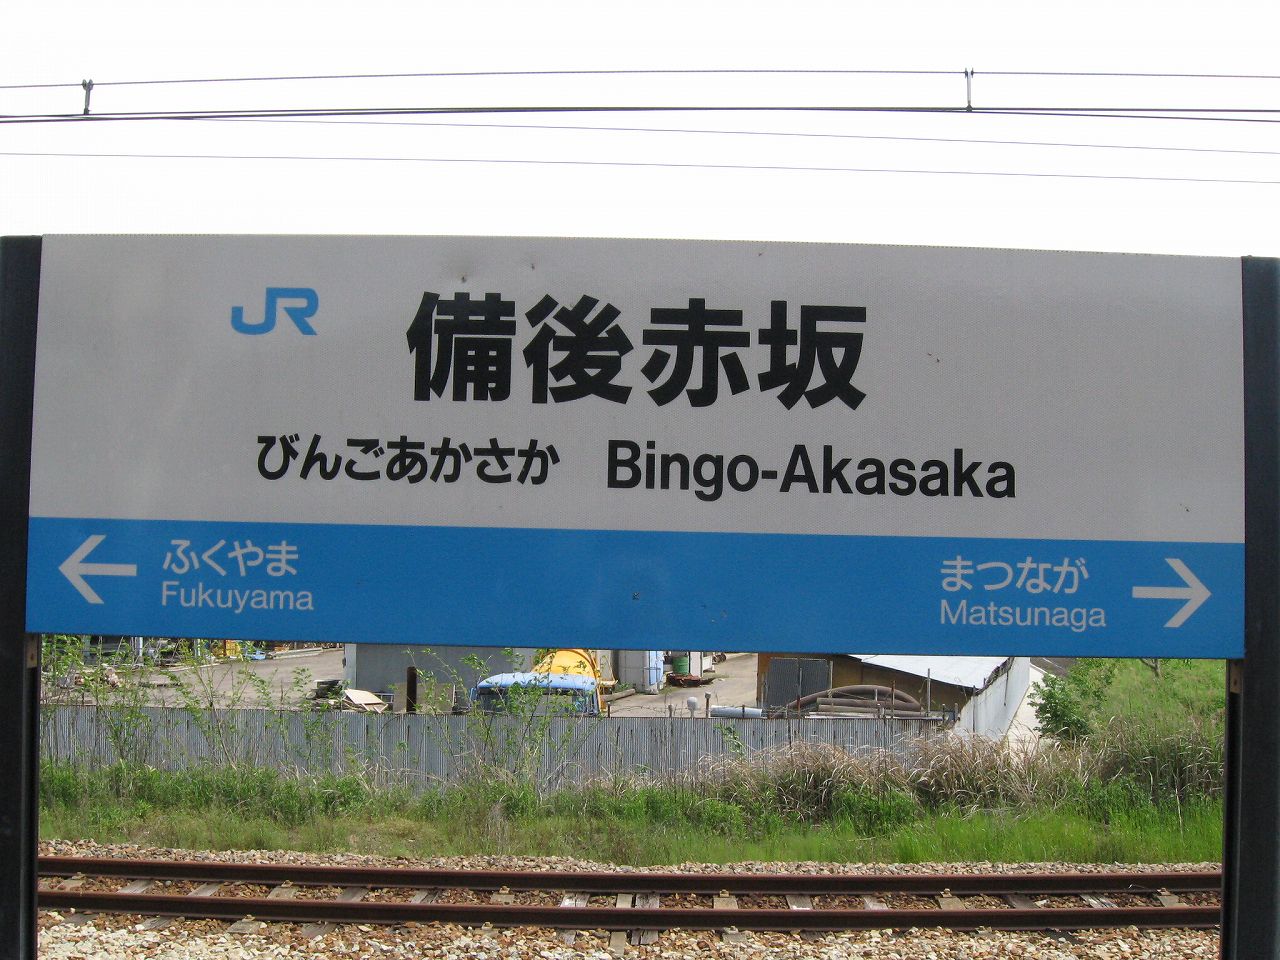 JR 備後赤坂
びんごあかさか Bingo-Akasaka
← ふくやま
Fukuyama
まつなが →
Matsunaga